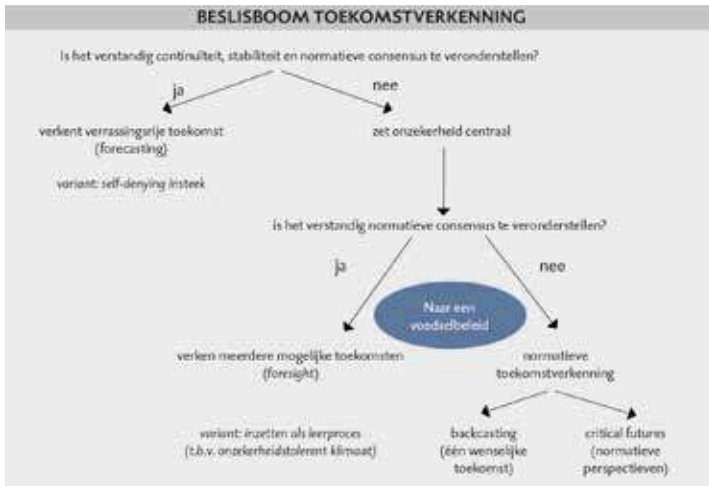 BESLISBOOM TOEKOMSTVERKENNING
Is het verstandig continuïteit, stabiliteit en normatieve consensus te veronderstellen?
ja
nee
verkent verrassingsrije toekomst
(forecasting)
zet onzekerheid centraal
variant: self-denying insteek
is het verstandig normatieve consensus te veronderstellen?
ja
nee
Naar een
voedselbeleid
verken meerdere mogelijke toekomsten
(foresight)
normatieve
toekomstverkenning
variant: inzetten als leerproces
(t.b.v. onzekerheidstolerant klimaat)
backcasting
(één wenselijke
toekomst)
critical futures
(normatieve
perspectieven)